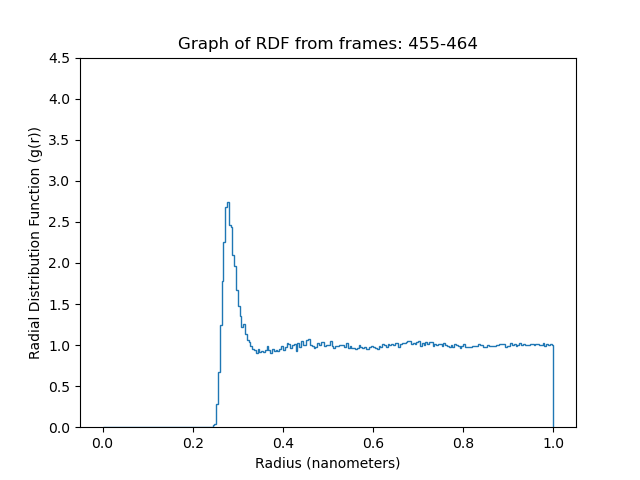 Graph of RDF from frames: 455-464
4.5
4.0
3.5
3.0
2.5
2.0
1.5
1.0
0.5
0.0
Radial Distribution Function (g(r))
0.0 0.2 0.4 0.6 0.8 1.0
Radius (nanometers)